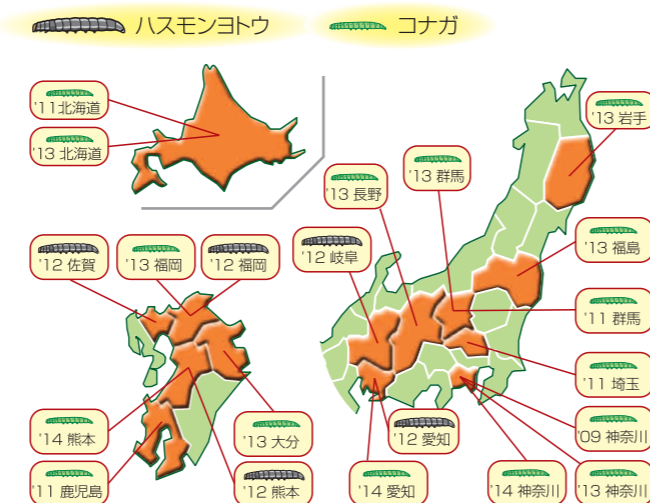 ハスモンヨトウ
コナガ
'11北海道
'13 北海道
'13 岩手
'13 群馬
'13 長野
'12 岐阜
'13 福島
'12 佐賀
'13 福岡
'12 福岡
'11 群馬
'11 埼玉
'14 熊本
'13 大分
'12 愛知
'09 神奈川
'11 鹿児島
'12 熊本
'14 愛知
'14 神奈川
'13 神奈川